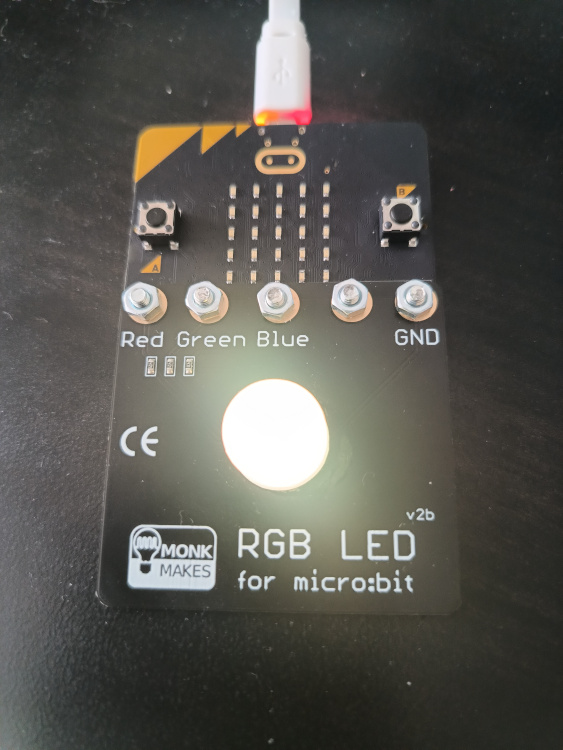 B
A
Red Green Blue GND
CE
v2b
MONK
MAKES
RGB LED
for micro:bit